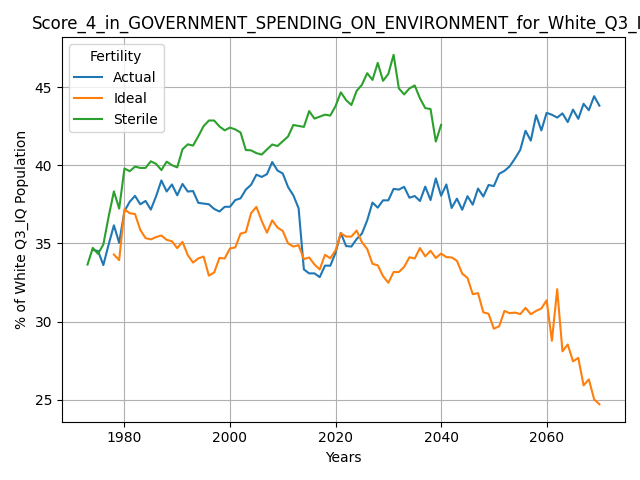 Score_4_in_GOVERNMENT_SPENDING_ON_ENVIRONMENT_for_White_Q3_I
Fertility
Actual
Ideal
Sterile
% of White Q3_IQ Population
45
40
35
30
25
1980
2000
2020
2040
2060
Years